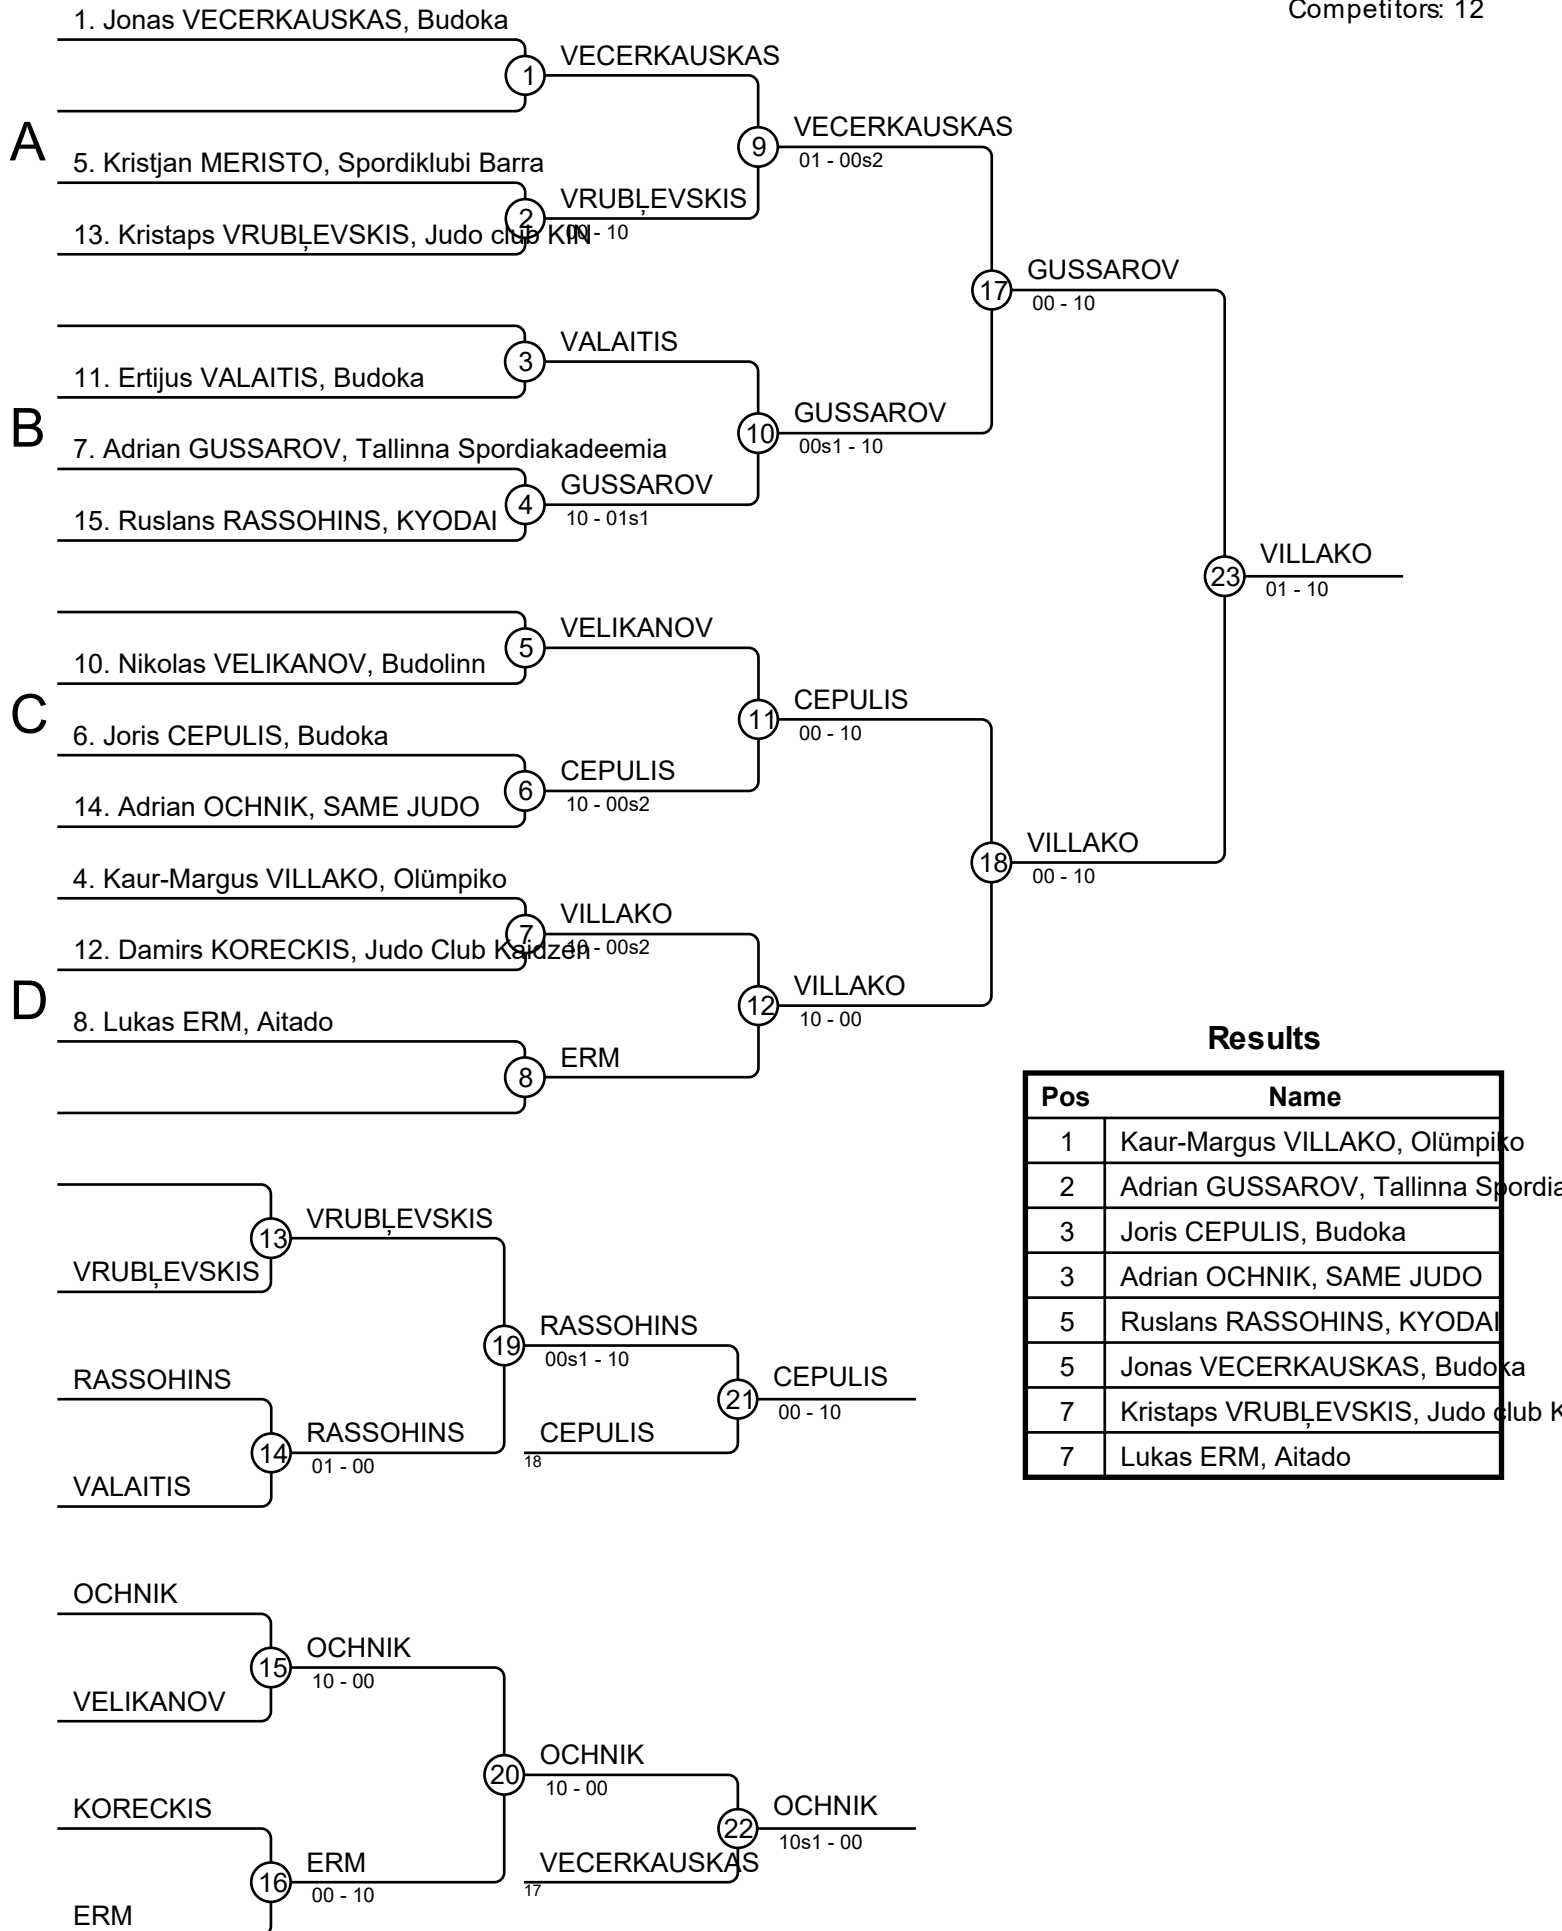 Competitors: 12
1. Jonas VECERKAUSKAS, Budoka
1
VECERKAUSKAS
A
9
VECERKAUSKAS
01 - 00s2
5. Kristjan MERISTO, Spordiklubi Barra
2
VRUBĻEVSKIS
00 - 10
13. Kristaps VRUBĻEVSKIS, Judo club KIN
17
GUSSAROV
00 - 10
3
VALAITIS
11. Ertijus VALAITIS, Budoka
B
10
GUSSAROV
00s1 - 10
7. Adrian GUSSAROV, Tallinna Spordiakadeemia
4
GUSSAROV
10 - 01s1
15. Ruslans RASSOHINS, KYODAI
23
VILLAKO
01 - 10
5
VELIKANOV
10. Nikolas VELIKANOV, Budolinn
C
11
CEPULIS
00 - 10
6. Joris CEPULIS, Budoka
6
CEPULIS
10 - 00s2
14. Adrian OCHNIK, SAME JUDO
18
VILLAKO
00 - 10
4. Kaur-Margus VILLAKO, Olümpiko
7
VILLAKO
10 - 00s2
12. Damirs KORECKIS, Judo Club Kaidzen
D
12
VILLAKO
10 - 00
8. Lukas ERM, Aitado
8
ERM
Results
Pos Name
1 Kaur-Margus VILLAKO, Olümpiko
2 Adrian GUSSAROV, Tallinna Spordia
3 Joris CEPULIS, Budoka
3 Adrian OCHNIK, SAME JUDO
5 Ruslans RASSOHINS, KYODAI
5 Jonas VECERKAUSKAS, Budoka
7 Kristaps VRUBĻEVSKIS, Judo club K
7 Lukas ERM, Aitado
13
VRUBĻEVSKIS
VRUBĻEVSKIS
19
RASSOHINS
00s1 - 10
RASSOHINS
14
RASSOHINS
01 - 00
VALAITIS
21
CEPULIS
00 - 10
CEPULIS
18
OCHNIK
15
OCHNIK
10 - 00
VELIKANOV
20
OCHNIK
10 - 00
KORECKIS
16
ERM
00 - 10
ERM
22
OCHNIK
10s1 - 00
VECERKAUSKAS
17